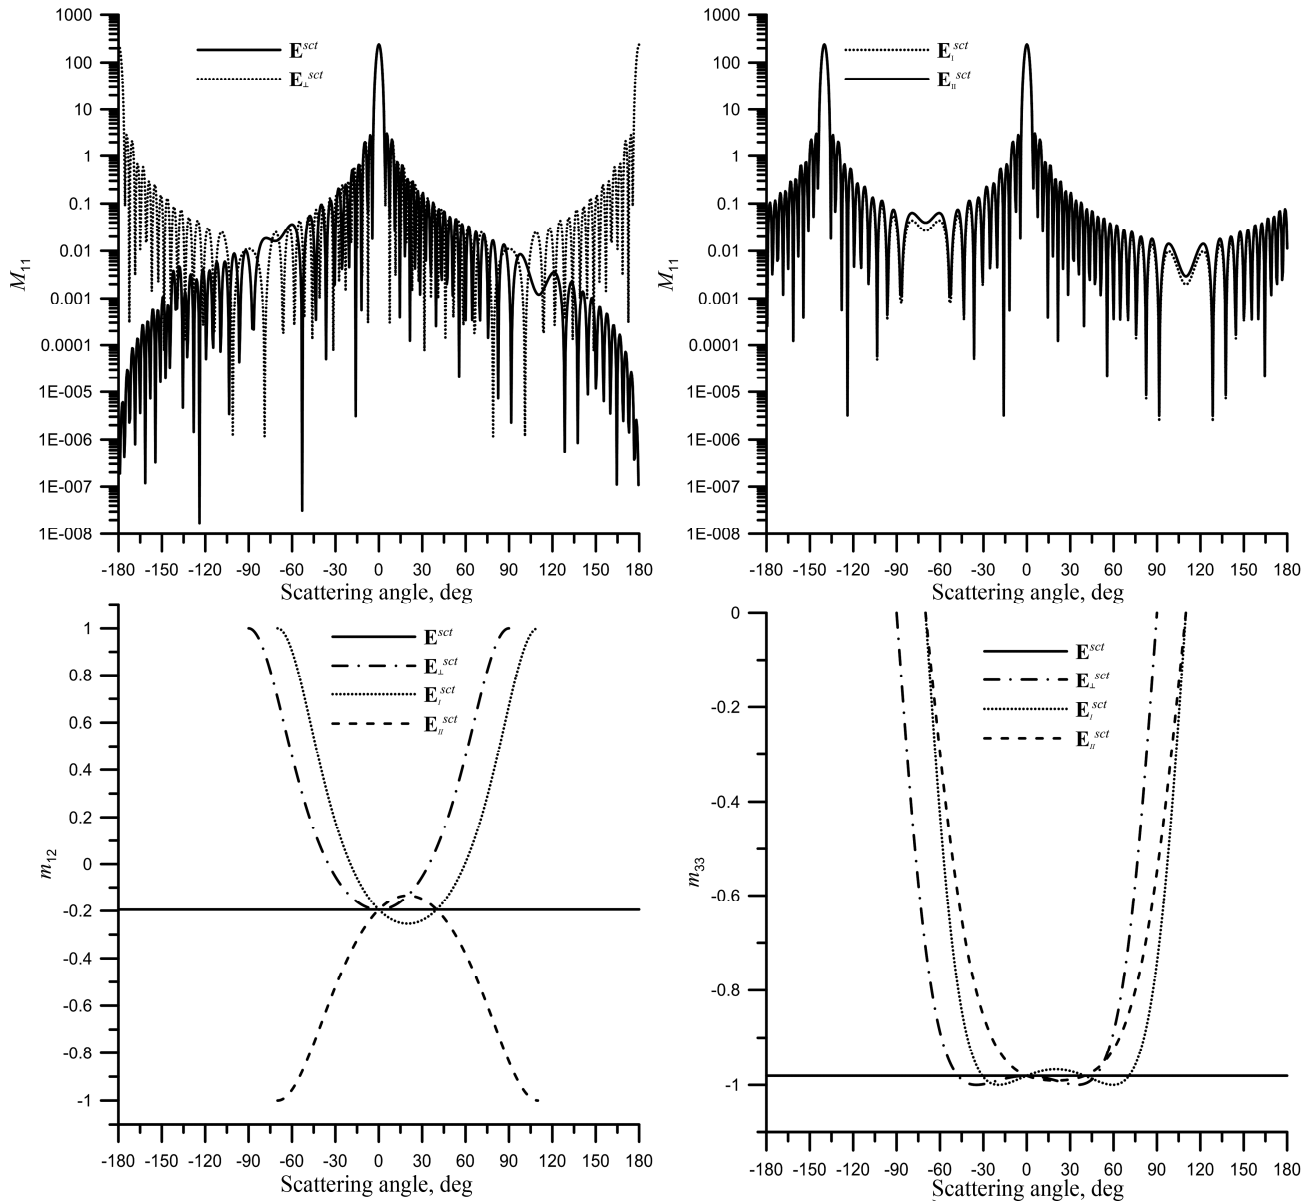 1000
100
10
1
0.1
0.01
0.001
0.0001
1E-005
1E-006
1E-007
1E-008
M11
E sct
E⊥ sct
-180 -150 -120 -90 -60 -30 0 30 60 90 120 150 180
Scattering angle, deg
1000
100
10
1
0.1
0.01
0.001
0.0001
1E-005
1E-006
1E-007
1E-008
M11
E I sct
E II sct
-180 -150 -120 -90 -60 -30 0 30 60 90 120 150 180
Scattering angle, deg
1
0.8
0.6
0.4
0.2
0
-0.2
-0.4
-0.6
-0.8
-1
m12
E sct
E⊥ sct
E I sct
E II sct
-180 -150 -120 -90 -60 -30 0 30 60 90 120 150 180
Scattering angle, deg
0
-0.2
-0.4
-0.6
-0.8
-1
m33
E sct
E⊥ sct
E I sct
E II sct
-180 -150 -120 -90 -60 -30 0 30 60 90 120 150 180
Scattering angle, deg